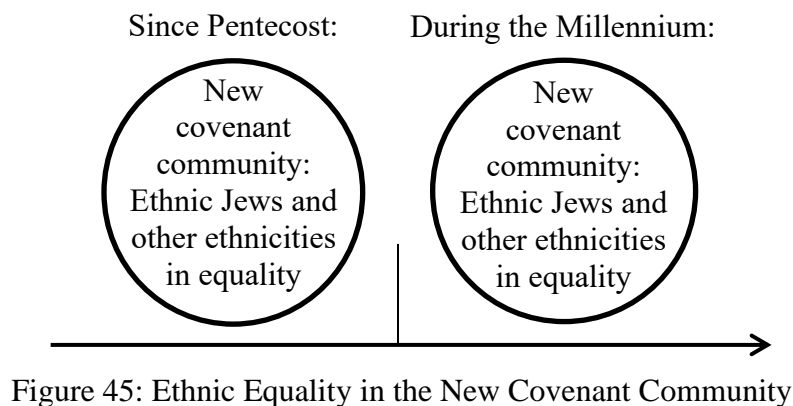 Since Pentecost:
During the Millennium:
New
covenant
community:
Ethnic Jews and
other ethnicities
in equality
New
covenant
community:
Ethnic Jews and
other ethnicities
in equality
Figure 45: Ethnic Equality in the New Covenant Community